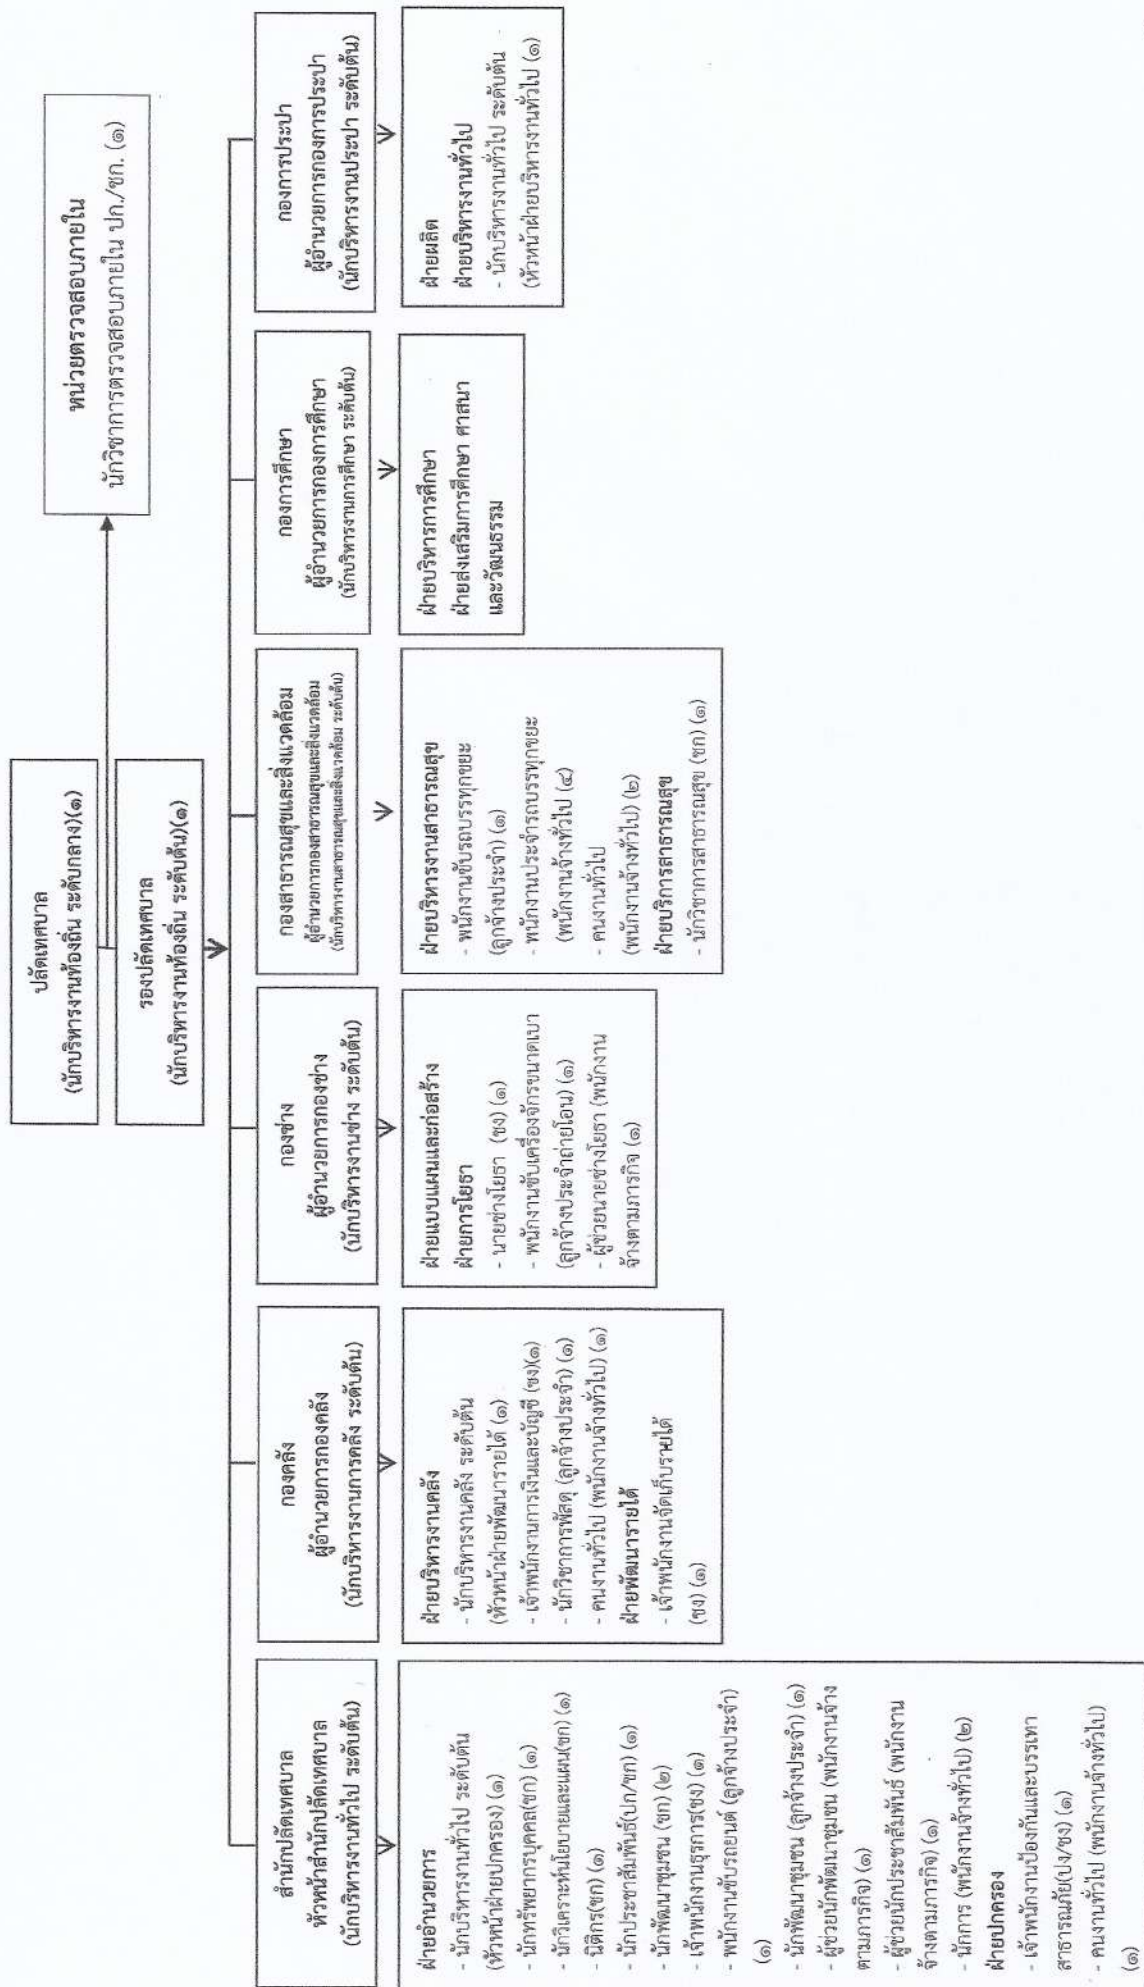 ปลัดเทศบาล
(นักบริหารงานท้องถิ่น ระดับกลาง)(๑)
รองปลัดเทศบาล
(นักบริหารงานท้องถิ่น ระดับต้น)(๑)
หน่วยตรวจสอบภายใน
นักวิชาการตรวจสอบภายใน ปก./ชก. (๑)
สำนักปลัดเทศบาล
หัวหน้าสำนักปลัดเทศบาล
(นักบริหารงานทั่วไป ระดับต้น)
ฝ่ายอำนวยการ
- นักบริหารงานทั่วไป ระดับต้น
(หัวหน้าฝ่ายปกครอง) (๑)
- นักทรัพยากรบุคคล(ชก) (๑)
- นักวิเคราะห์นโยบายและแผน(ชก) (๑)
- นิติกร(ชก) (๑)
- นักประชาสัมพันธ์(ปก/ชก) (๑)
- นักพัฒนาชุมชน (ชก) (๒)
- เจ้าพนักงานธุรการ(ชง) (๑)
- พนักงานขับรถยนต์ (ลูกจ้างประจำ)
(๑)
- นักพัฒนาชุมชน (ลูกจ้างประจำ) (๑)
- ผู้ช่วยนักพัฒนาชุมชน (พนักงานจ้าง
ตามภารกิจ) (๑)
- ผู้ช่วยนักประชาสัมพันธ์ (พนักงาน
จ้างตามภารกิจ) (๑)
- นักการ (พนักงานจ้างทั่วไป) (๒)
ฝ่ายปกครอง
- เจ้าพนักงานป้องกันและบรรเทา
สาธารณภัย(ปง/ชง) (๑)
- คนงานทั่วไป (พนักงานจ้างทั่วไป)
(๑)
กองคลัง
ผู้อำนวยการกองคลัง
(นักบริหารงานการคลัง ระดับต้น)
ฝ่ายบริหารงานคลัง
- นักบริหารงานคลัง ระดับต้น
(หัวหน้าฝ่ายพัฒนารายได้ (๑)
- เจ้าพนักงานการเงินและบัญชี (ชง)(๑)
- นักวิชาการพัสดุ (ลูกจ้างประจำ) (๑)
- คนงานทั่วไป (พนักงานจ้างทั่วไป) (๑)
ฝ่ายพัฒนารายได้
- เจ้าพนักงานจัดเก็บรายได้
(ชง) (๑)
กองช่าง
ผู้อำนวยการกองช่าง
(นักบริหารงานช่าง ระดับต้น)
ฝ่ายแบบแผนและก่อสร้าง
ฝ่ายการโยธา
- นายช่างโยธา (ชง) (๑)
- พนักงานขับเครื่องจักรขนาดเบา
(ลูกจ้างประจำถ่ายโอน) (๑)
- ผู้ช่วยนายช่างโยธา (พนักงาน
จ้างตามภารกิจ (๑)
กองสาธารณสุขและสิ่งแวดล้อม
ผู้อำนวยการกองสาธารณสุขและสิ่งแวดล้อม
(นักบริหารงานสาธารณสุขและสิ่งแวดล้อม ระดับต้น)
ฝ่ายบริหารงานสาธารณสุข
- พนักงานขับรถบรรทุกขยะ
(ลูกจ้างประจำ) (๑)
- พนักงานประจำรถบรรทุกขยะ
(พนักงานจ้างทั่วไป (๔)
- คนงานทั่วไป
(พนักงานจ้างทั่วไป) (๒)
ฝ่ายบริการสาธารณสุข
- นักวิชาการสาธารณสุข (ชก) (๑)
กองการศึกษา
ผู้อำนวยการกองการศึกษา
(นักบริหารงานการศึกษา ระดับต้น)
ฝ่ายบริหารการศึกษา
ฝ่ายส่งเสริมการศึกษา ศาสนา
และวัฒนธรรม
กองการประปา
ผู้อำนวยการกองการประปา
(นักบริหารงานประปา ระดับต้น)
ฝ่ายผลิต
ฝ่ายบริหารงานทั่วไป
- นักบริหารงานทั่วไป ระดับต้น
(หัวหน้าฝ่ายบริหารงานทั่วไป (๑)